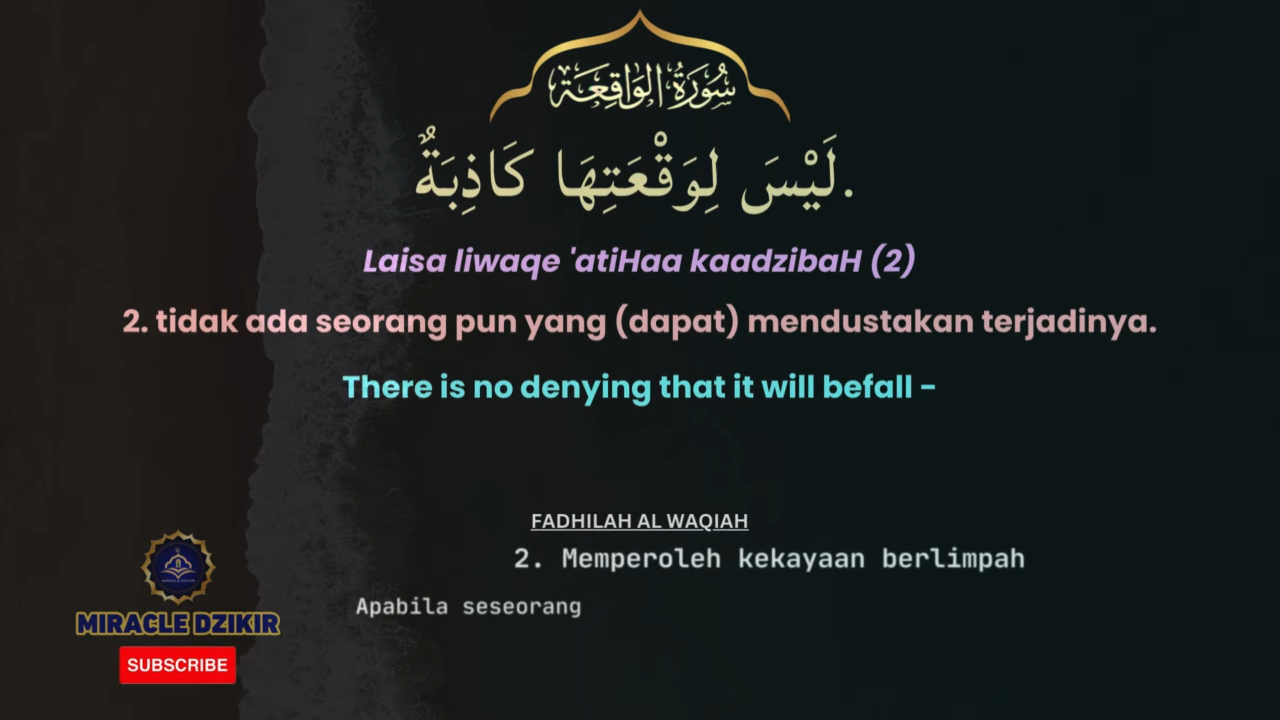 سُورَةُ الوَاقِعَة
لَيْسَ لِوَقْعَتِهَا كَاذِبَةٌ.
Laisa liwaqe 'atiHaa kaadzibaH (2)
2. tidak ada seorang pun yang (dapat) mendustakan terjadinya.
There is no denying that it will befall -
FADHILAH AL WAQIAH
2. Memperoleh kekayaan berlimpah
Apabila seseorang
MIRACLE DZIKIR
SUBSCRIBE